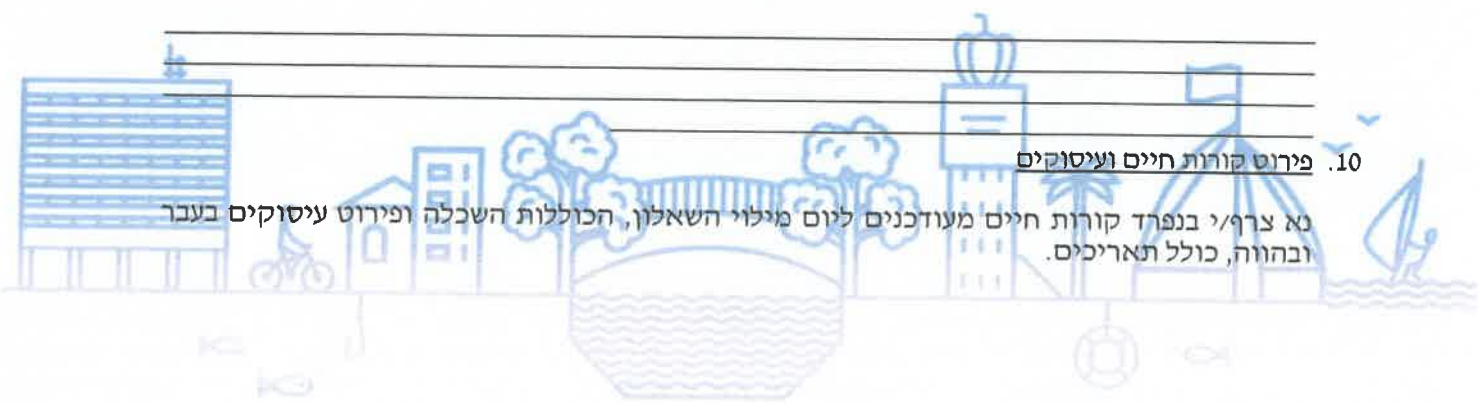 10. פירוט קורות חיים ועיסוקים
נא צרף/י בנפרד קורות חיים מעודכנים ליום מילוי השאלון, הכוללות השכלה ופירוט עיסוקים בעבר
ובהווה, כולל תאריכים.